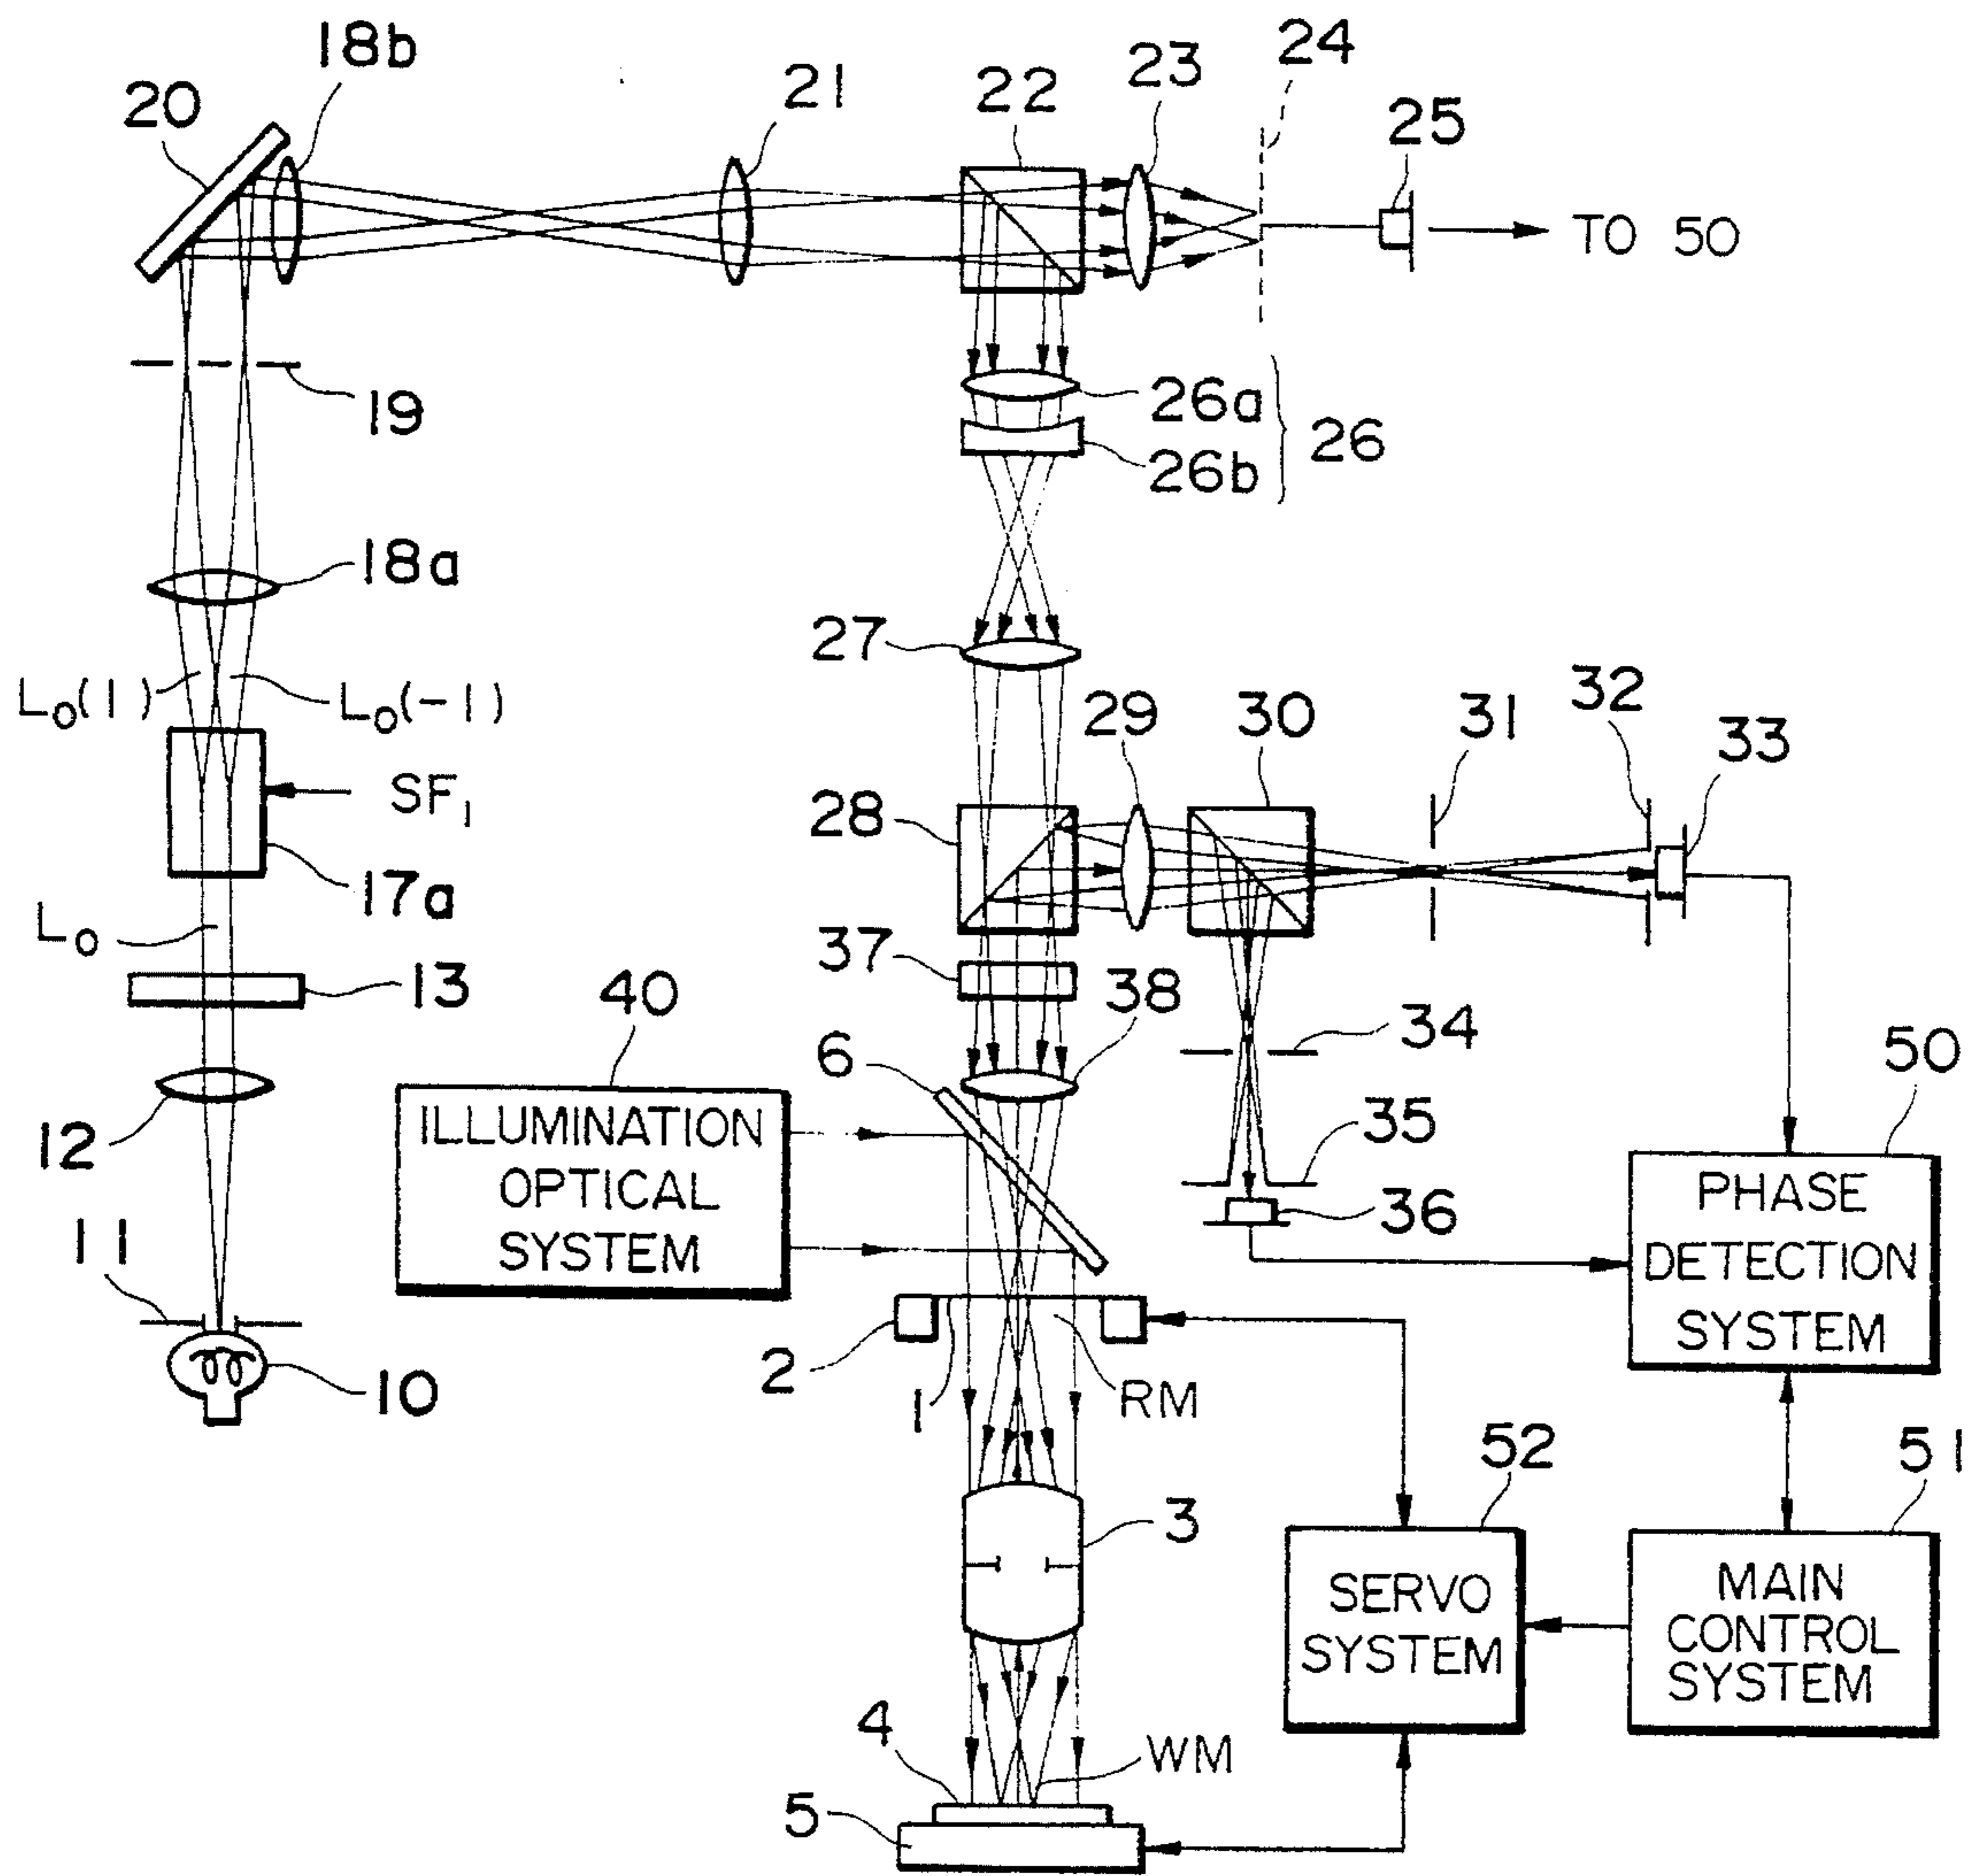 18b
24
20
21
22
23
25
TO 50
19
26a
26
26b
18a
27
L₀(1)
L₀(-1)
29
30
31
32
33
SF₁
28
17a
L₀
37
13
40
38
6
34
50
12
ILLUMINATION
OPTICAL
SYSTEM
35
PHASE
DETECTION
SYSTEM
36
11
2
10
1
RM
52
51
3
SERVO
SYSTEM
MAIN
CONTROL
SYSTEM
4
WM
5